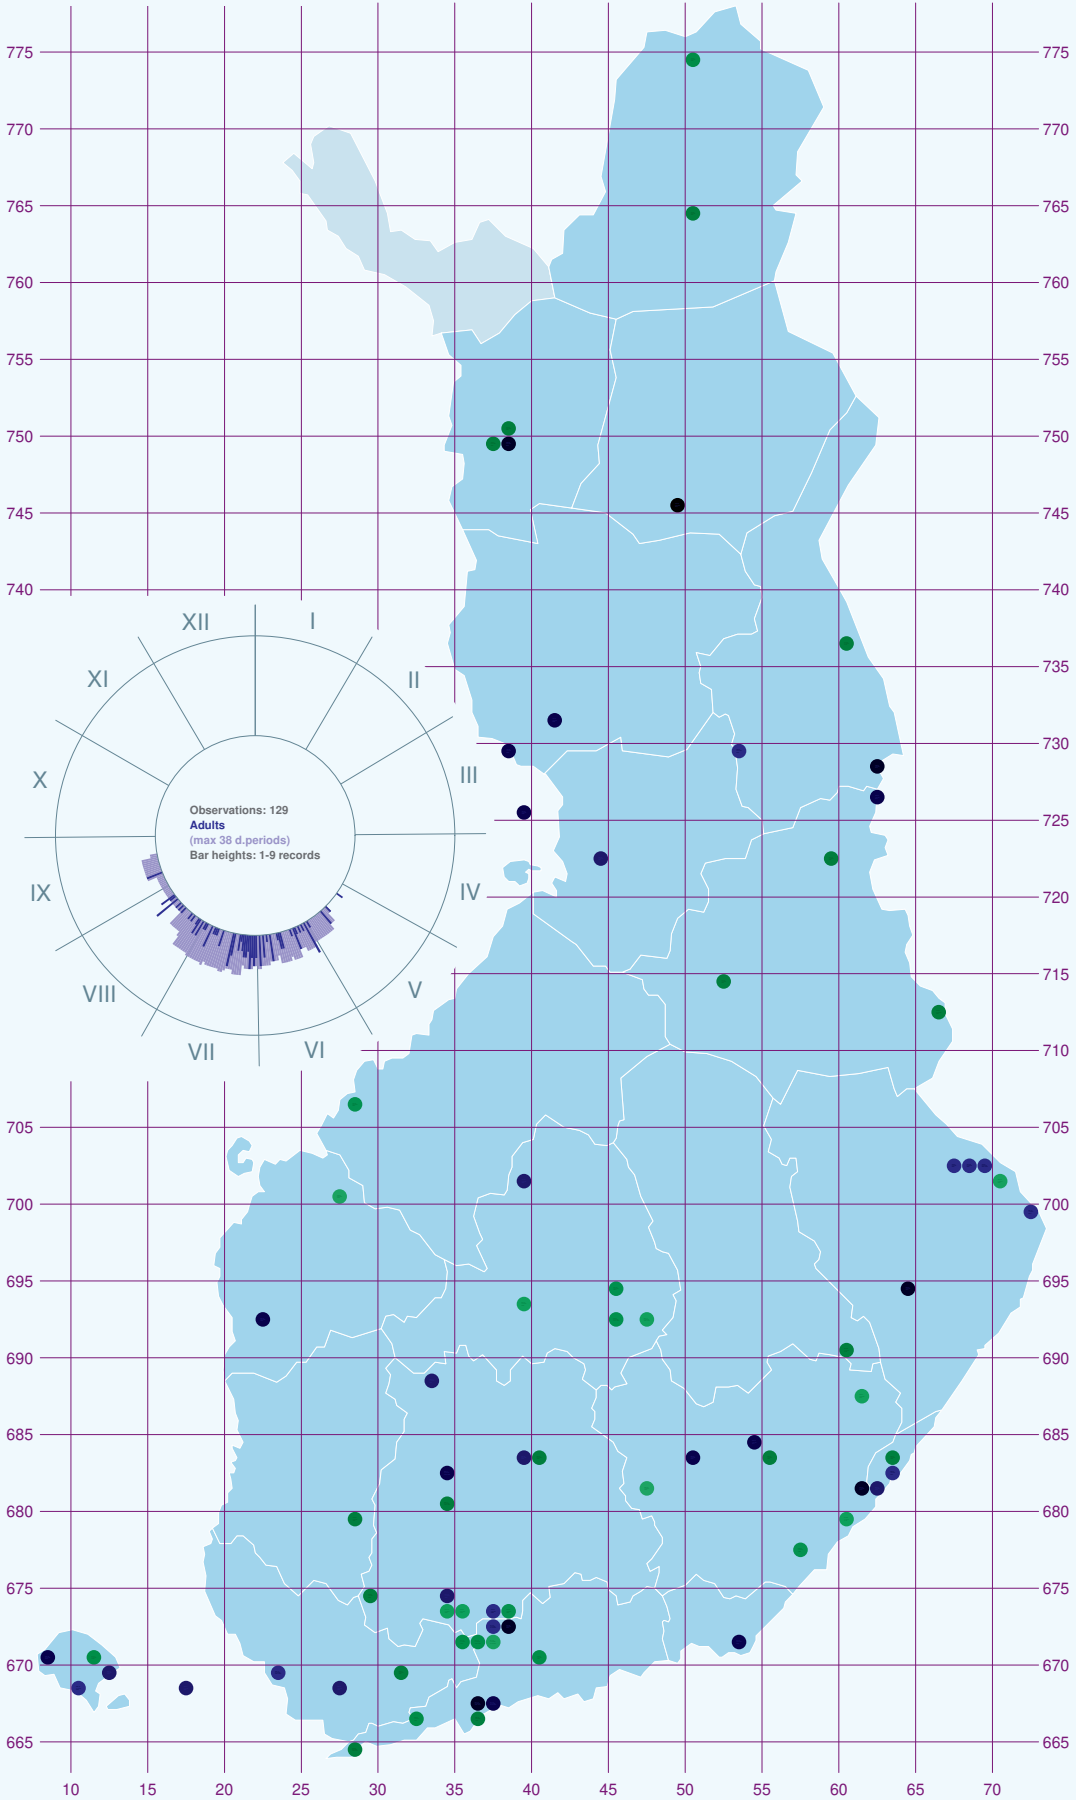 775 775
770 770
765 765
760 760
755 755
750 750
745 745
740 740
XII I
XI II
735
730
X III
Observations: 129
Adults
(max 38 d.periods)
Bar heights: 1-9 records
725
IX IV
720
VIII V
715
VII VI
710
705 705
700 700
695 695
690 690
685 685
680 680
675 675
670 670
665 665
10 15 20 25 30 35 40 45 50 55 60 65 70